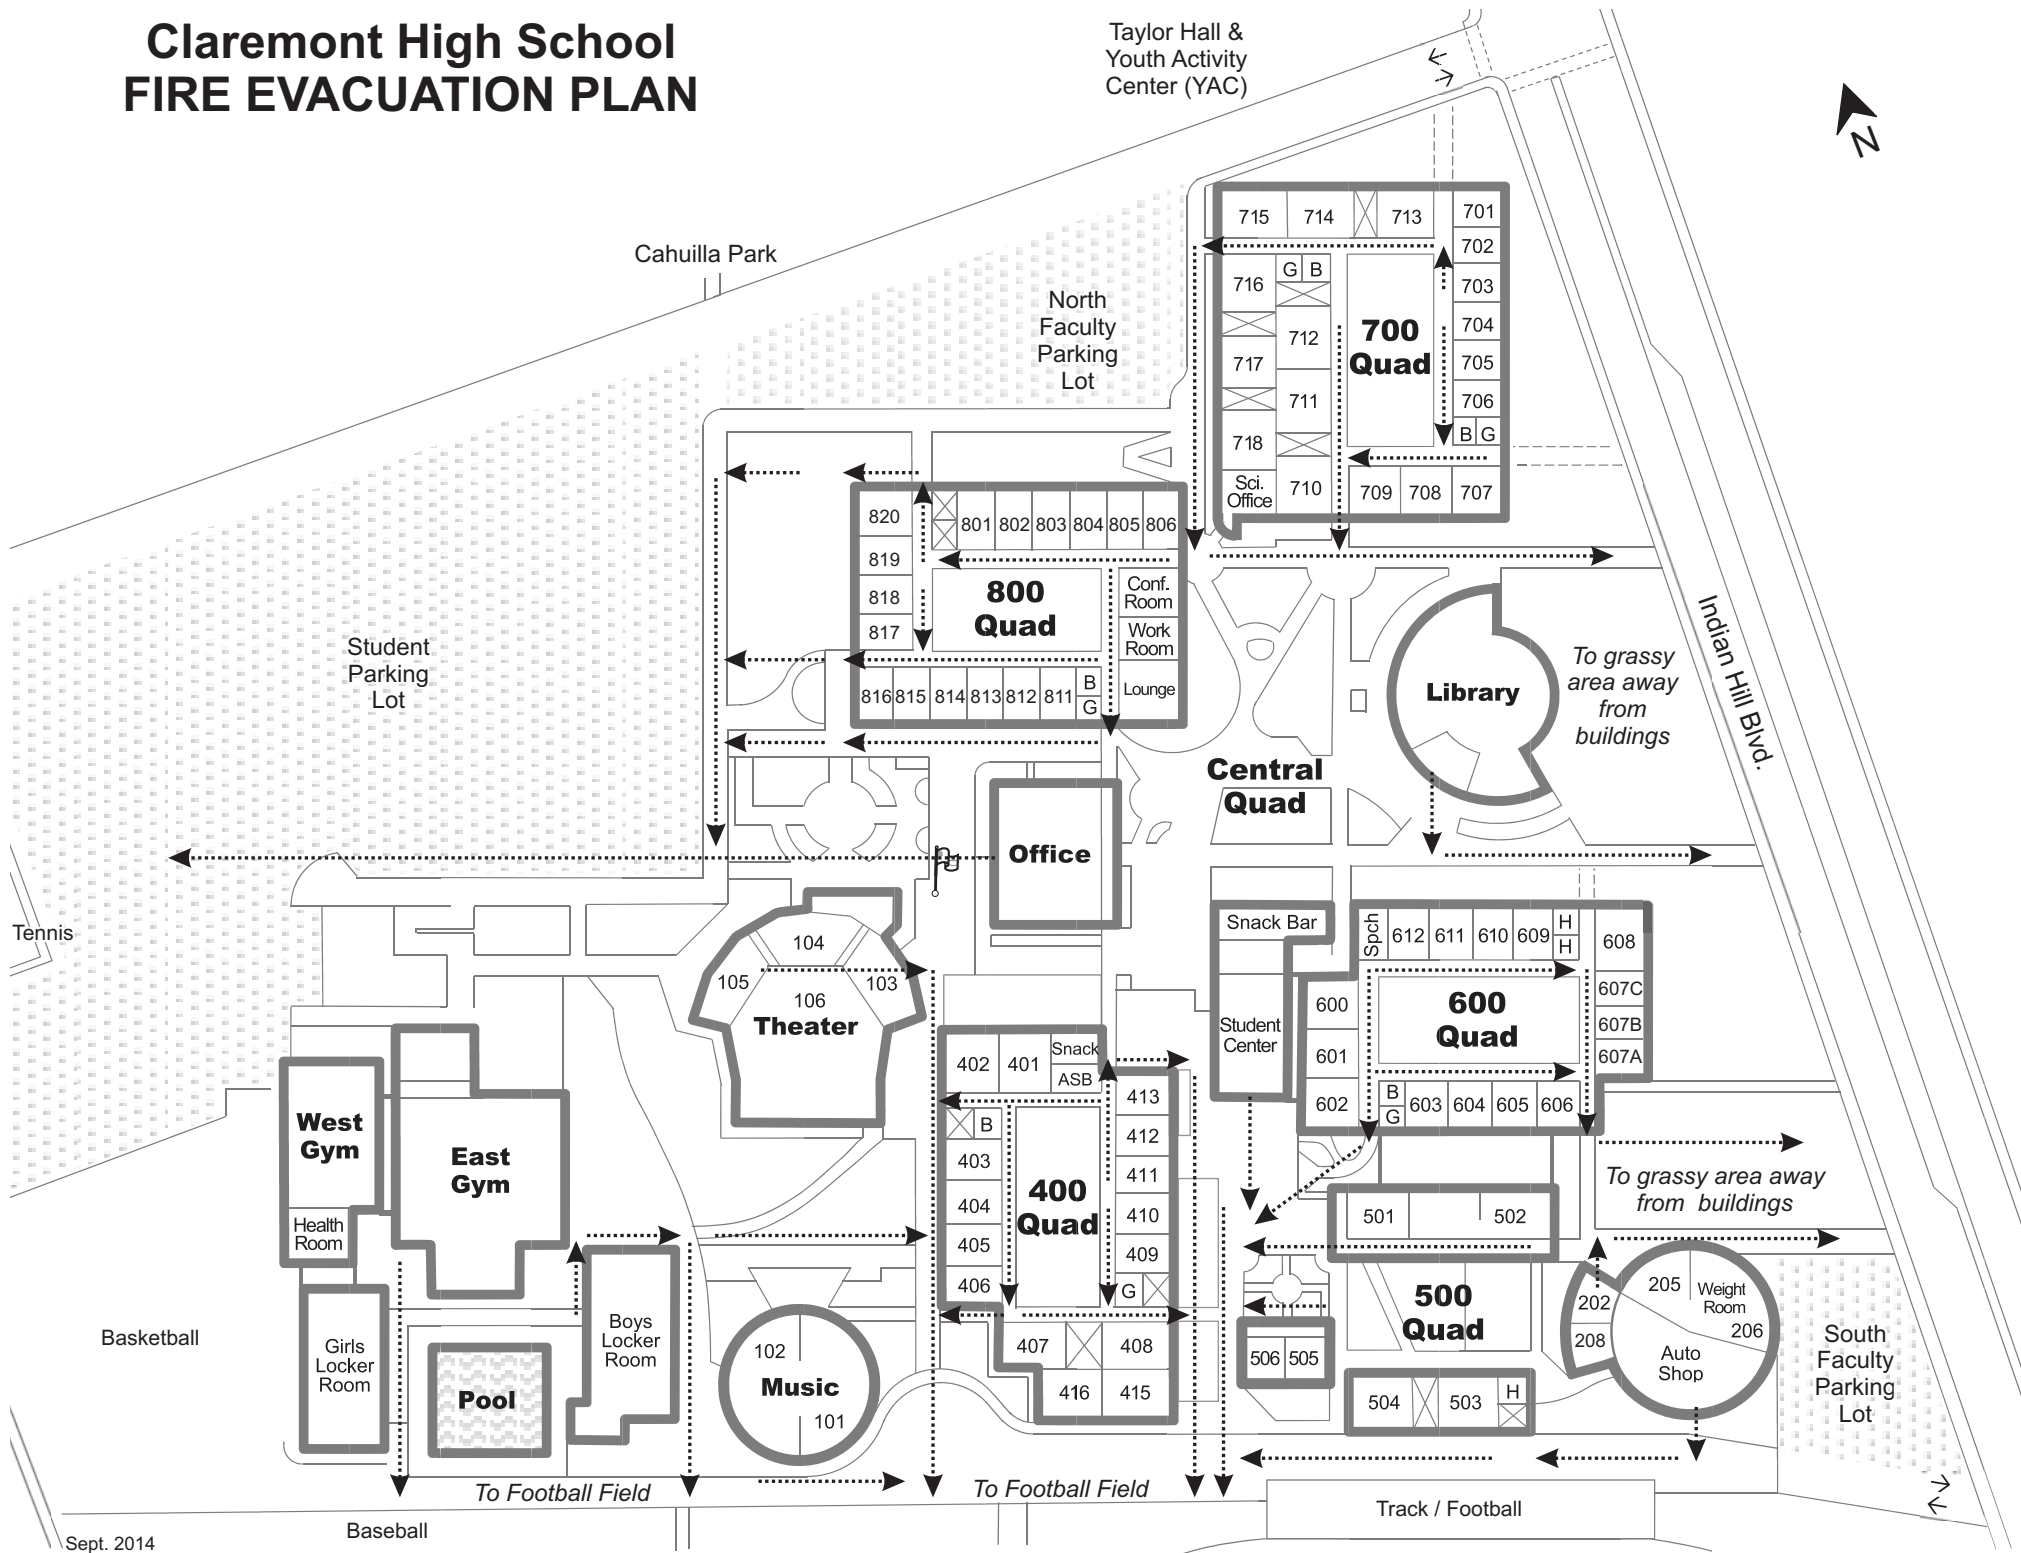 Claremont High School
FIRE EVACUATION PLAN
Taylor Hall &
Youth Activity
Center (YAC)
N
Cahuilla Park
North
Faculty
Parking
Lot
715
714
713
701
702
703
704
705
706
B G
716
G B
712
717
711
718
Sci.
Office
710
709
708
707
700
Quad
820
819
818
817
801
802
803
804
805
806
800
Quad
Conf.
Room
Work
Room
Lounge
816
815
814
813
812
811
B
G
Student
Parking
Lot
Library
To grassy
area away
from
buildings
Indian Hill Blvd.
Central
Quad
Office
Tennis
104
105
103
106
Theater
Snack Bar
Student
Center
Spch
612
611
610
609
H
H
608
607C
607B
607A
600
601
602
600
Quad
B
G
603
604
605
606
402
401
Snack
ASB
413
412
411
410
409
G
B
403
404
405
406
400
Quad
407
408
416
415
West
Gym
Health
Room
East
Gym
To grassy area away
from buildings
501
502
500
Quad
202
208
205
Weight
Room
206
Auto
Shop
506
505
504
503
H
South
Faculty
Parking
Lot
Basketball
Girls
Locker
Room
Pool
Boys
Locker
Room
102
Music
101
To Football Field
To Football Field
Track / Football
Baseball
Sept. 2014